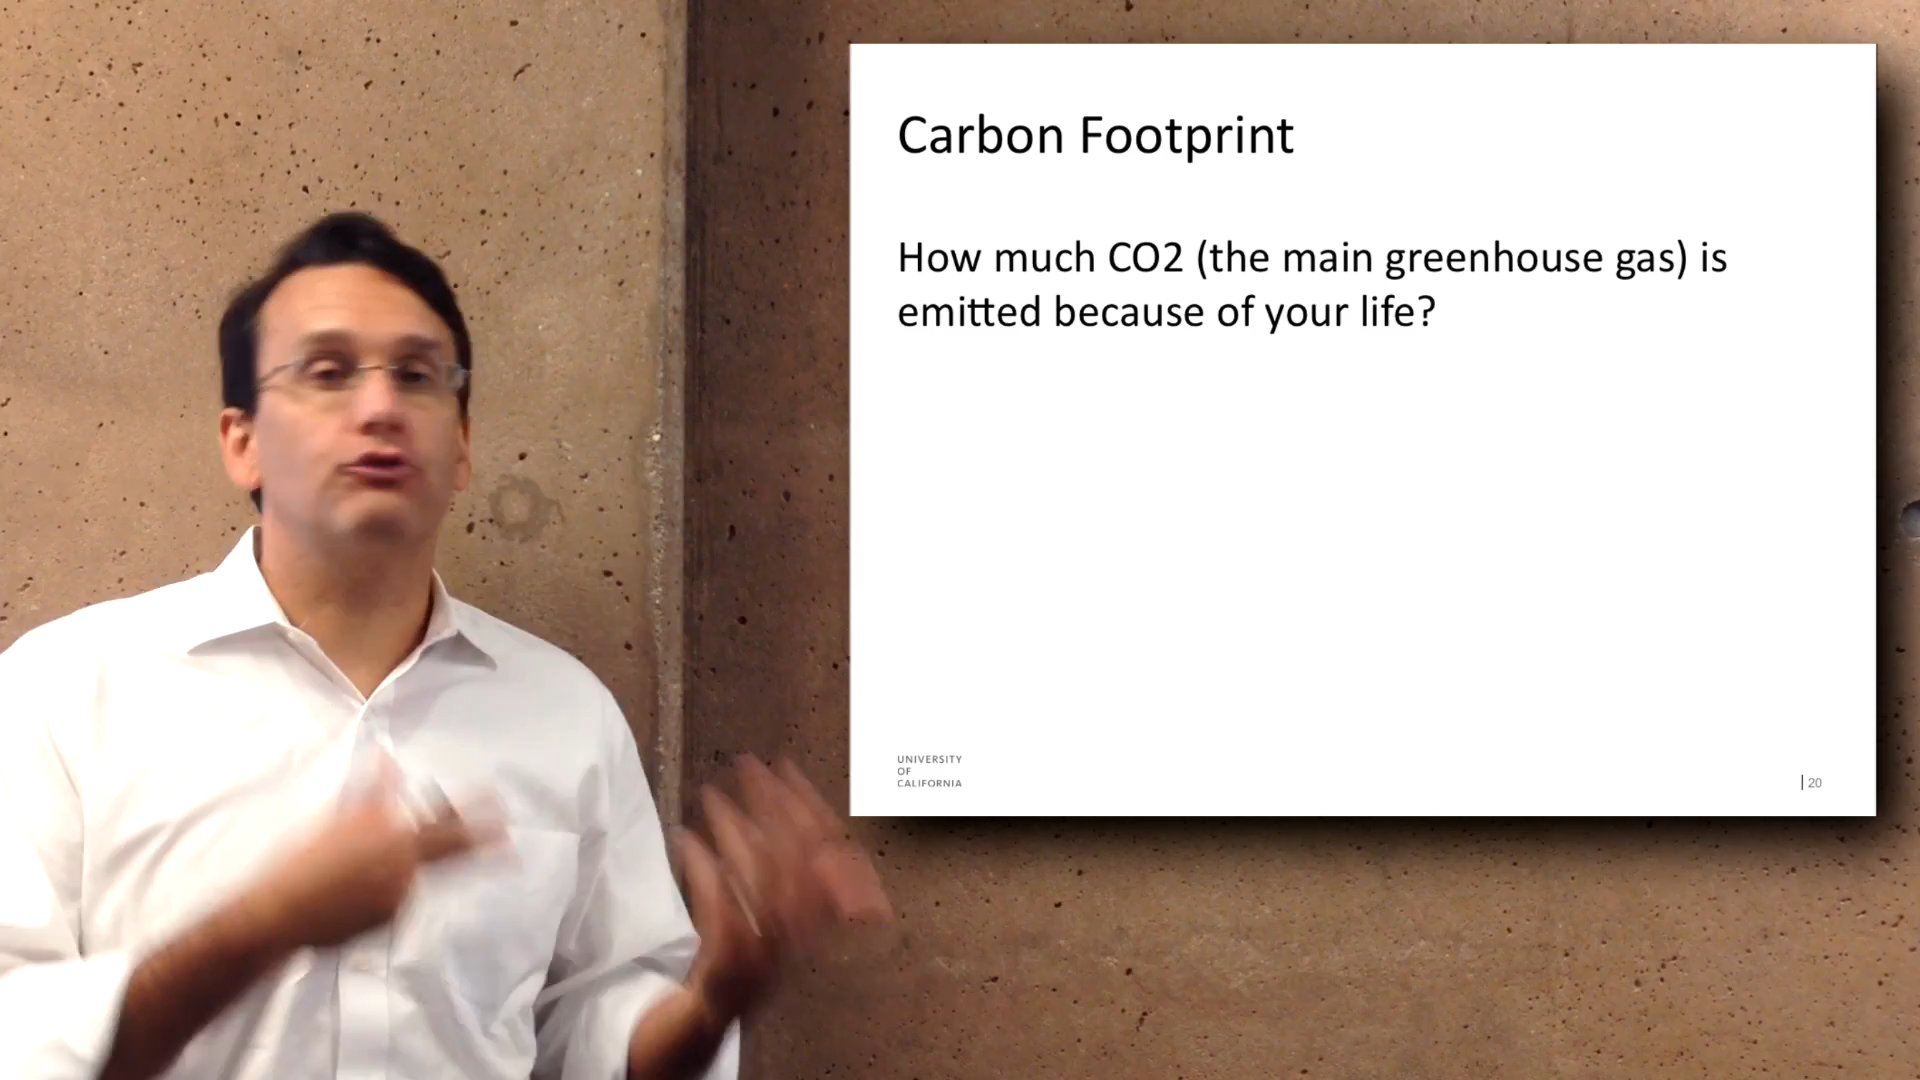 Carbon Footprint
How much CO2 (the main greenhouse gas) is
emitted because of your life?
UNIVERSITY
OF
CALIFORNIA
| 20